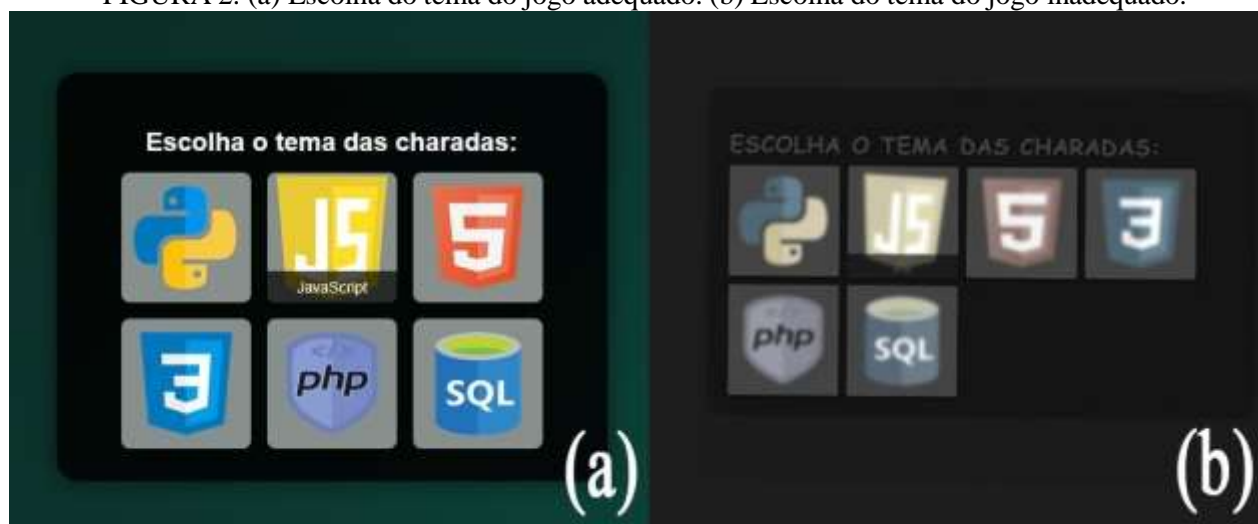 FIGURA 2: (a) Escolha do tema do jogo adequado. (b) Escolha do tema do jogo inadequado.
Escolha o tema das charadas:
JS
JavaScript
5
3
php
SQL
(a)
ESCOLHA O TEMA DAS CHARADAS:
JS
5
3
php
SQL
(b)